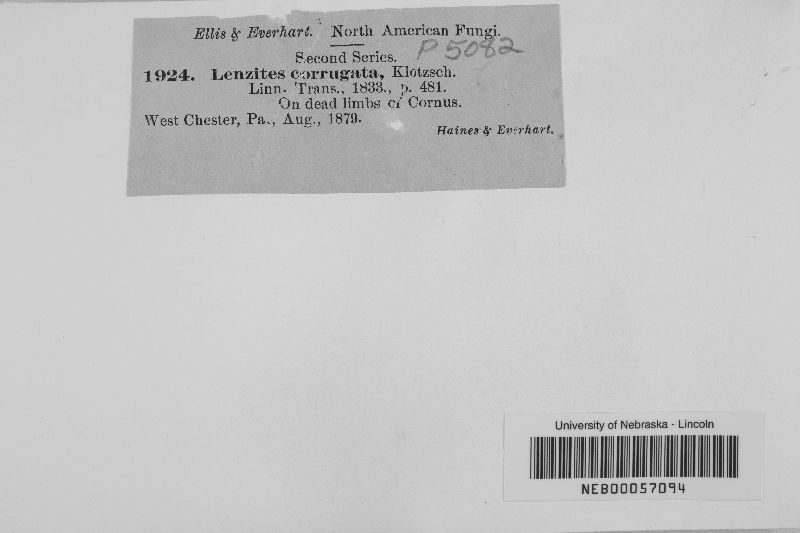 Ellis & Everhart. North American Fungi.
Second Series.
P 5082
1924. Lenzites corrugata, Klotzsch.
Linn. Trans., 1833., p. 481.
On dead limbs of Cornus.
West Chester, Pa., Aug., 1879.
Haines & Everhart.
University of Nebraska - Lincoln
NEB00057094